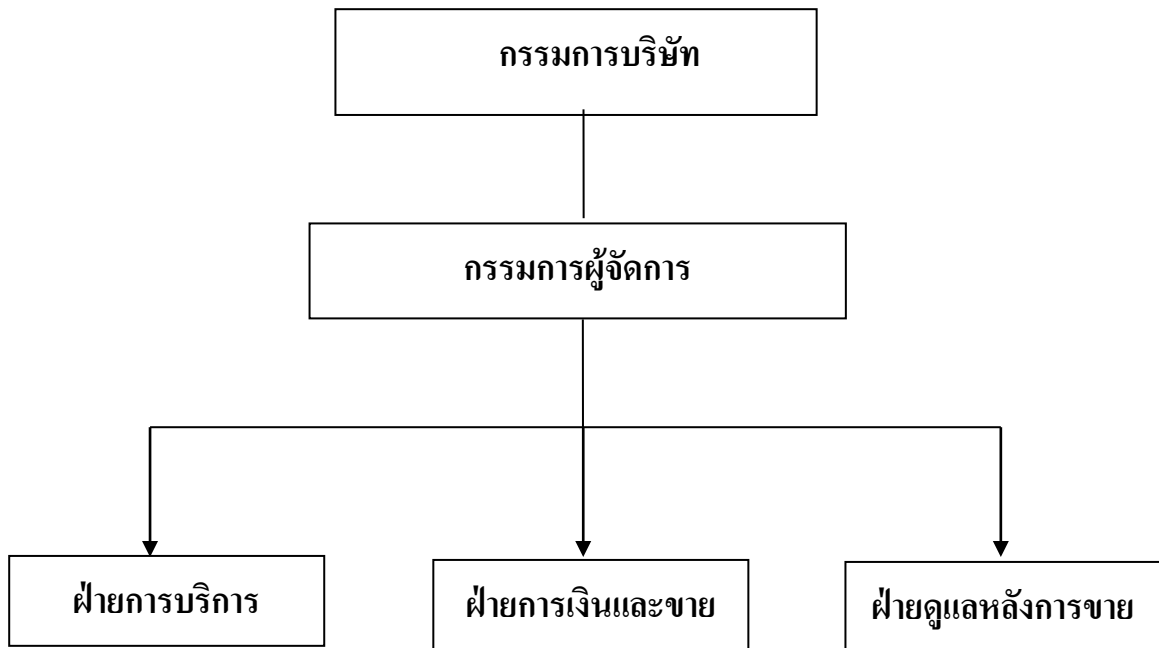 กรรมการบริษัท
กรรมการผู้จัดการ
ฝ่ายการบริการ
ฝ่ายการเงินและขาย
ฝ่ายดูแลหลังการขาย